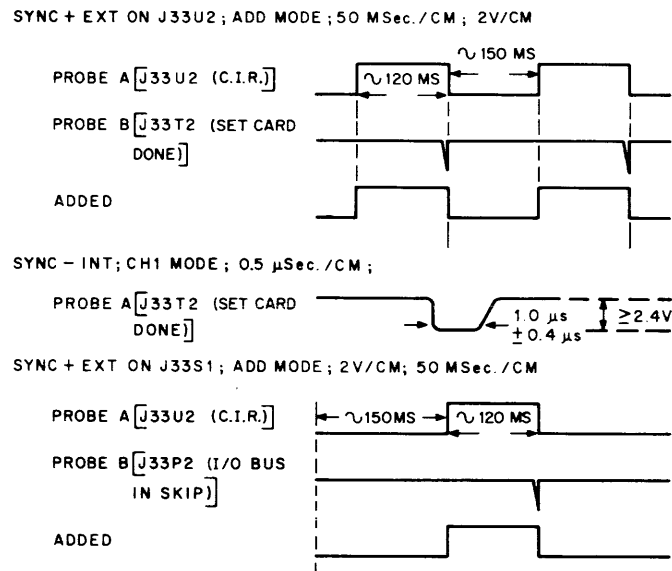 SYNC + EXT ON J33U2; ADD MODE; 50 MSec./CM; 2V/CM
∿150 MS
PROBE A [J33U2 (C.I.R.)]
∿120 MS
PROBE B [J33T2 (SET CARD
DONE)]
ADDED
SYNC – INT; CH1 MODE; 0.5 µSec./CM;
PROBE A [J33T2 (SET CARD
DONE)]
1.0 µs
± 0.4 µs
≥2.4V
SYNC + EXT ON J33S1; ADD MODE; 2V/CM; 50 MSec./CM
PROBE A [J33U2 (C.I.R.)]
∿150MS
∿120 MS
PROBE B [J33P2 (I/O BUS
IN SKIP)]
ADDED